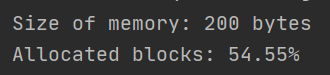 Size of memory: 200 bytes
Allocated blocks: 54.55%